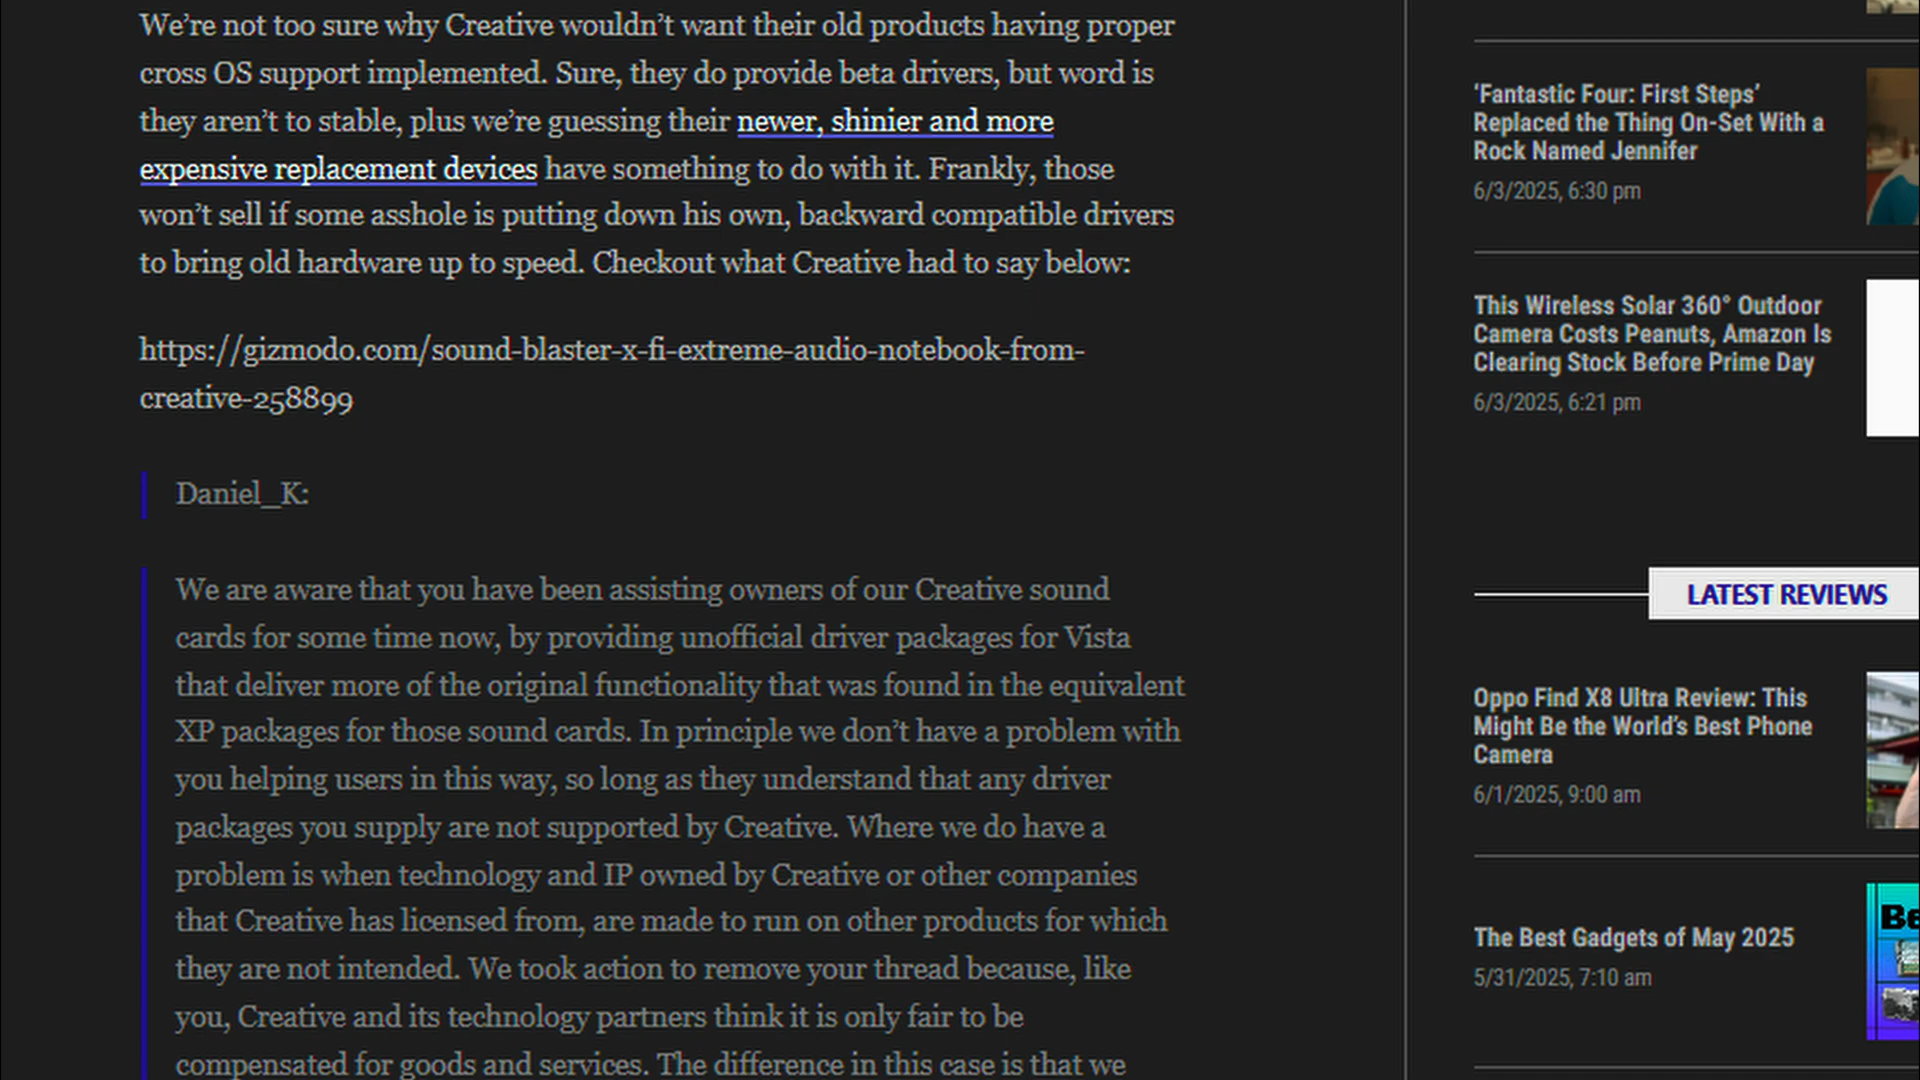 We’re not too sure why Creative wouldn’t want their old products having proper
cross OS support implemented. Sure, they do provide beta drivers, but word is
they aren’t to stable, plus we’re guessing their newer, shinier and more
expensive replacement devices have something to do with it. Frankly, those
won’t sell if some asshole is putting down his own, backward compatible drivers
to bring old hardware up to speed. Checkout what Creative had to say below:
https://gizmodo.com/sound-blaster-x-fi-extreme-audio-notebook-from-
creative-258899
Daniel_K:
We are aware that you have been assisting owners of our Creative sound
cards for some time now, by providing unofficial driver packages for Vista
that deliver more of the original functionality that was found in the equivalent
XP packages for those sound cards. In principle we don’t have a problem with
you helping users in this way, so long as they understand that any driver
packages you supply are not supported by Creative. Where we do have a
problem is when technology and IP owned by Creative or other companies
that Creative has licensed from, are made to run on other products for which
they are not intended. We took action to remove your thread because, like
you, Creative and its technology partners think it is only fair to be
compensated for goods and services. The difference in this case is that we
‘Fantastic Four: First Steps’
Replaced the Thing On-Set With a
Rock Named Jennifer
6/3/2025, 6:30 pm
This Wireless Solar 360° Outdoor
Camera Costs Peanuts, Amazon Is
Clearing Stock Before Prime Day
6/3/2025, 6:21 pm
LATEST REVIEWS
Oppo Find X8 Ultra Review: This
Might Be the World’s Best Phone
Camera
6/1/2025, 9:00 am
The Best Gadgets of May 2025
5/31/2025, 7:10 am